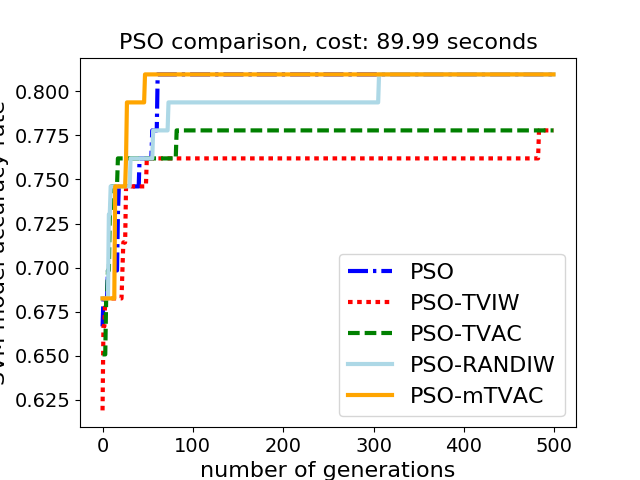 PSO comparison, cost: 89.99 seconds
0.800
0.775
0.750
0.725
0.700
0.675
0.650
0.625
0
100
200
300
400
500
number of generations
PSO
PSO-TVIW
PSO-TVAC
PSO-RANDIW
PSO-mTVAC